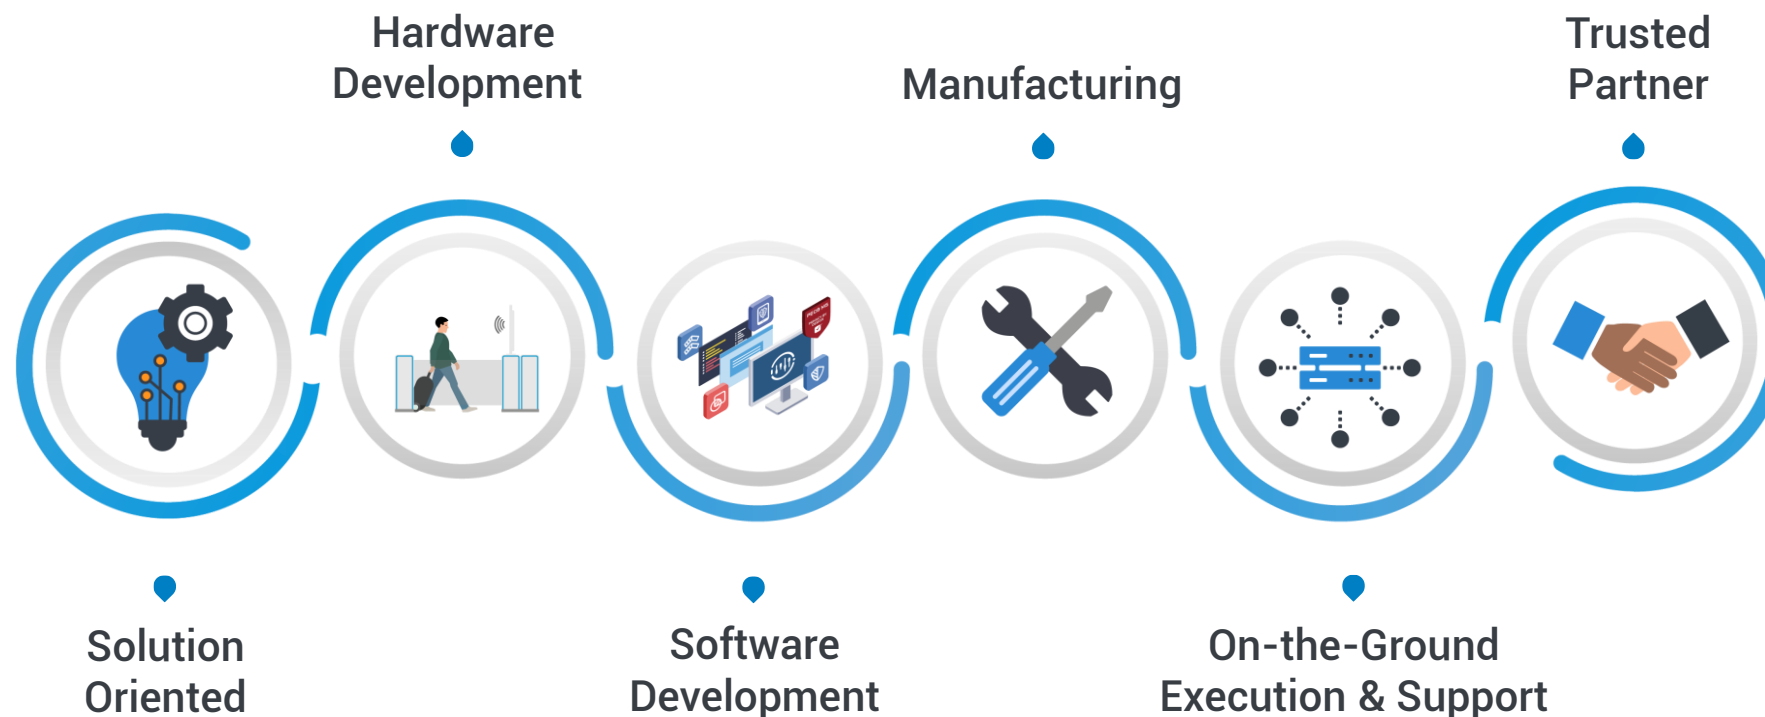 Hardware
Development
Manufacturing
Trusted
Partner
Solution
Oriented
Software
Development
On-the-Ground
Execution & Support